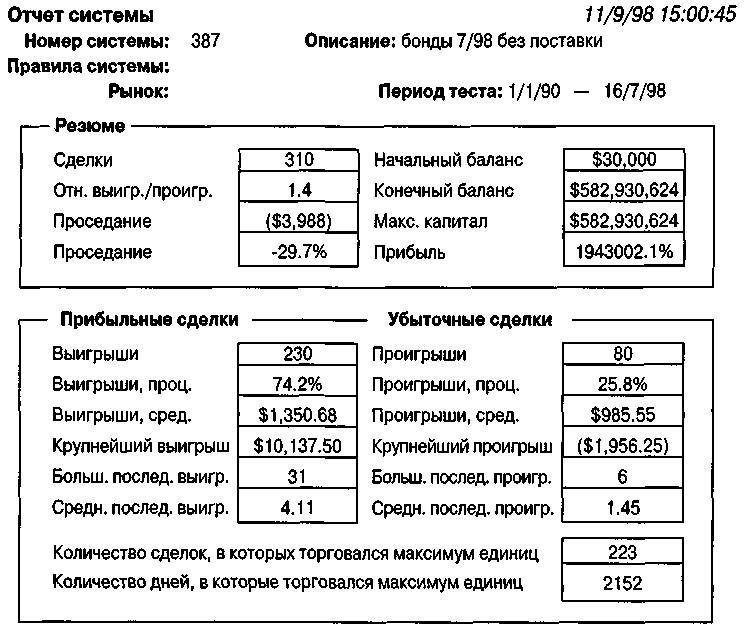 Отчет системы 11/9/98 15:00:45
Номер системы: 387 Описание: бонды 7/98 без поставки
Правила системы:
Рынок: Период теста: 1/1/90 — 16/7/98
Резюме
Сделки 310 Начальный баланс $30,000
Отн. выигр./проигр. 1.4 Конечный баланс $582,930,624
Проседание ($3,988) Макс. капитал $582,930,624
Проседание -29.7% Прибыль 1943002.1%
Прибыльные сделки Убыточные сделки
Выигрыши 230 Проигрыши 80
Выигрыши, проц. 74.2% Проигрыши, проц. 25.8%
Выигрыши, сред. $1,350.68 Проигрыши, сред. $985.55
Крупнейший выигрыш $10,137.50 Крупнейший проигрыш ($1,956.25)
Больш. послед. выигр. 31 Больш. послед. проигр. 6
Средн. послед. выигр. 4.11 Средн. послед. проигр. 1.45
Количество сделок, в которых торговался максимум единиц 223
Количество дней, в которые торговался максимум единиц 2152